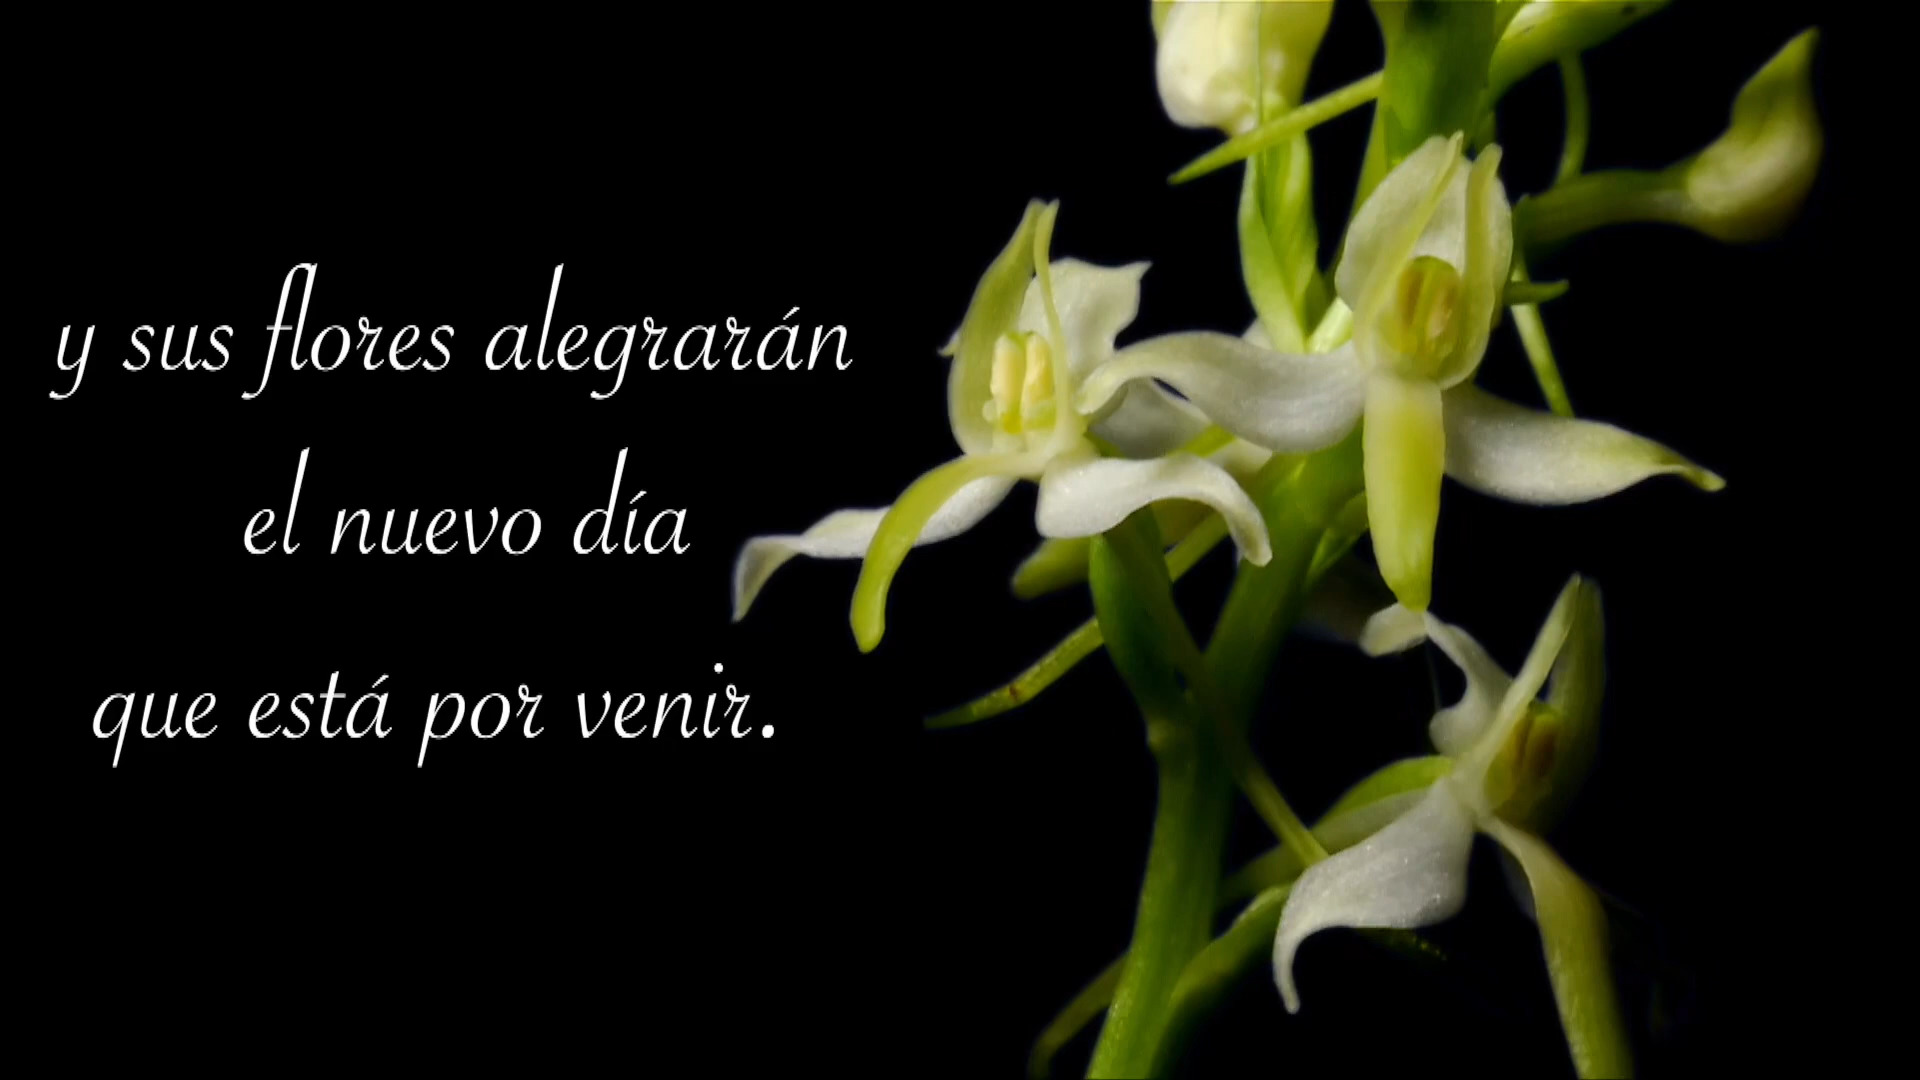 y sus flores alegrarán
el nuevo día
que está por venir.